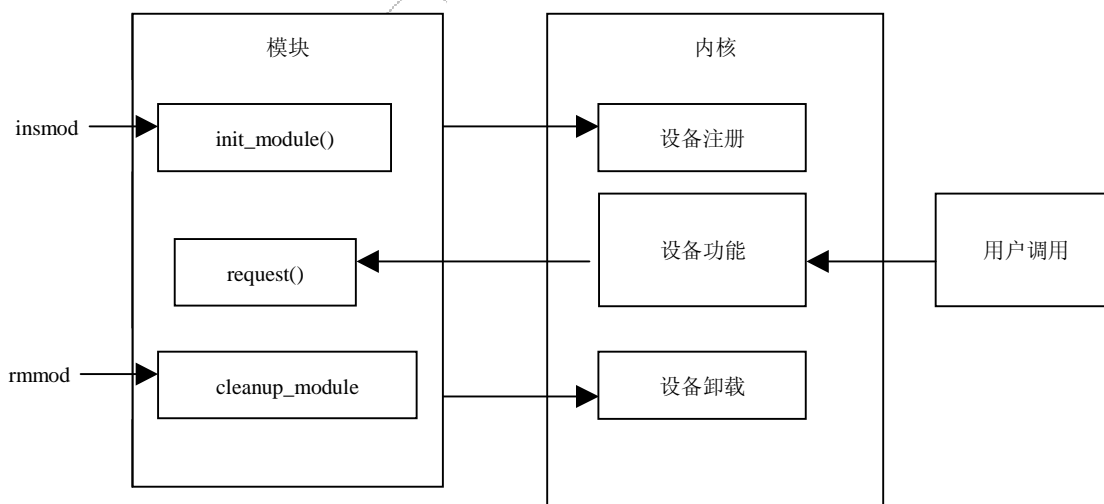 模块
内核
insmod
init_module()
设备注册
request()
设备功能
用户调用
rmmod
cleanup_module
设备卸载